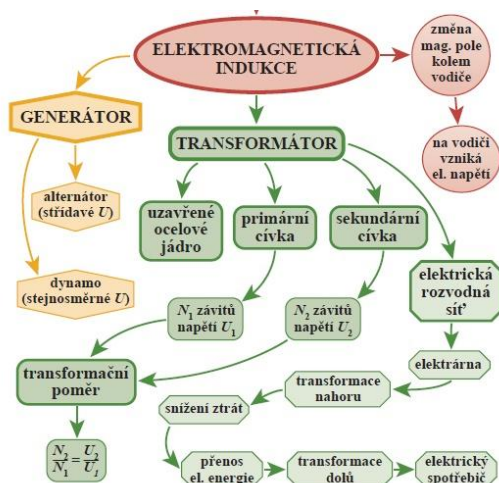 ELEKTROMAGNETICKÁ
INDUKCE
změna
mag. pole
kolem
vodiče
na vodiči
vzniká
el. napětí
GENERÁTOR
alternátor
(střídavé U)
dynamo
(stejnosměrné U)
TRANSFORMÁTOR
uzavřené
ocelové
jádro
primární
cívka
sekundární
cívka
elektrická
rozvodná
síť
N₁ závitů
napětí U₁
N₂ závitů
napětí U₂
transformační
poměr
N₂/N₁ = U₂/U₁
elektrárna
transformace
nahoru
snížení ztrát
přenos
el. energie
transformace
dolů
elektrický
spotřebič